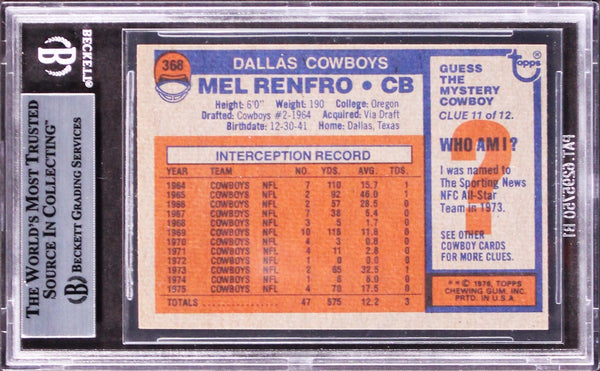 BECKETT
B
THE WORLD'S MOST TRUSTED
SOURCE IN COLLECTING™
BECKETT GRADING SERVICES
368
DALLAS COWBOYS
MEL RENFRO • CB
Height: 6'0" Weight: 190 College: Oregon
Drafted: Cowboys #2-1964 Acquired: Via Draft
Birthdate: 12-30-41 Home: Dallas, Texas
INTERCEPTION RECORD
YEAR TEAM NO. YDS. AVG. TDS.
1964 COWBOYS NFL 7 110 15.7 1
1965 COWBOYS NFL 2 92 46.0 1
1966 COWBOYS NFL 2 57 28.5 0
1967 COWBOYS NFL 7 38 5.4 0
1968 COWBOYS NFL 3 5 1.7 0
1969 COWBOYS NFL 10 118 11.8 0
1970 COWBOYS NFL 4 3 0.8 0
1971 COWBOYS NFL 4 11 2.8 0
1972 COWBOYS NFL 1 0 0
1973 COWBOYS NFL 2 65 32.5 1
1974 COWBOYS NFL 1 6 6.0 0
1975 COWBOYS NFL 4 70 17.5 0
TOTALS 47 575 12.2 3
topps
GUESS
THE
MYSTERY
COWBOY
CLUE 11 of 12.
?
WHO AM I?
I was named to
The Sporting News
NFC All-Star
Team in 1973.
SEE OTHER
COWBOY CARDS
FOR MORE CLUES.
* * © 1976, TOPPS
CHEWING GUM, INC.
PRTD. IN U.S.A.